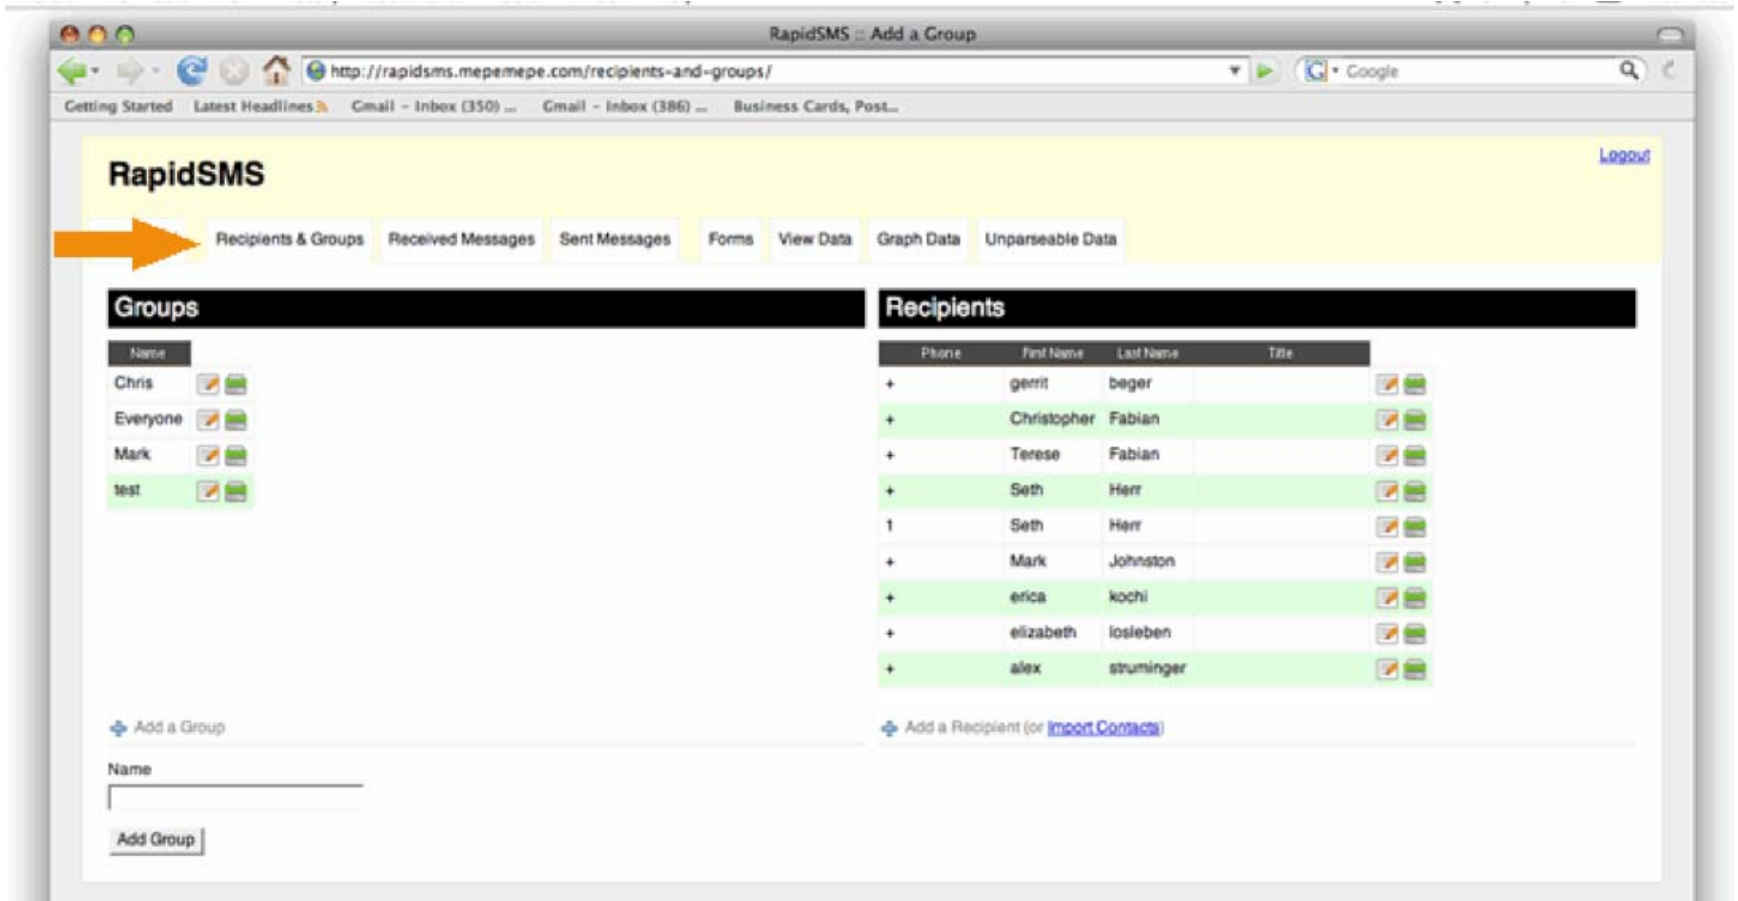 RapidSMS :: Add a Group
http://rapidsms.mepemepe.com/recipients-and-groups/
Google
Getting Started Latest Headlines Gmail - Inbox (350) ... Gmail - Inbox (386) ... Business Cards, Post...
Logout
RapidSMS
Recipients & Groups Received Messages Sent Messages Forms View Data Graph Data Unparseable Data
Groups
Name
Chris
Everyone
Mark
test
Add a Group
Name
Add Group
Recipients
Phone First Name Last Name Title
+ gerrit beger
+ Christopher Fabian
+ Terese Fabian
+ Seth Herr
1 Seth Herr
+ Mark Johnston
+ erica kochi
+ elizabeth losleben
+ alex struminger
Add a Recipient (or Import Contacts)